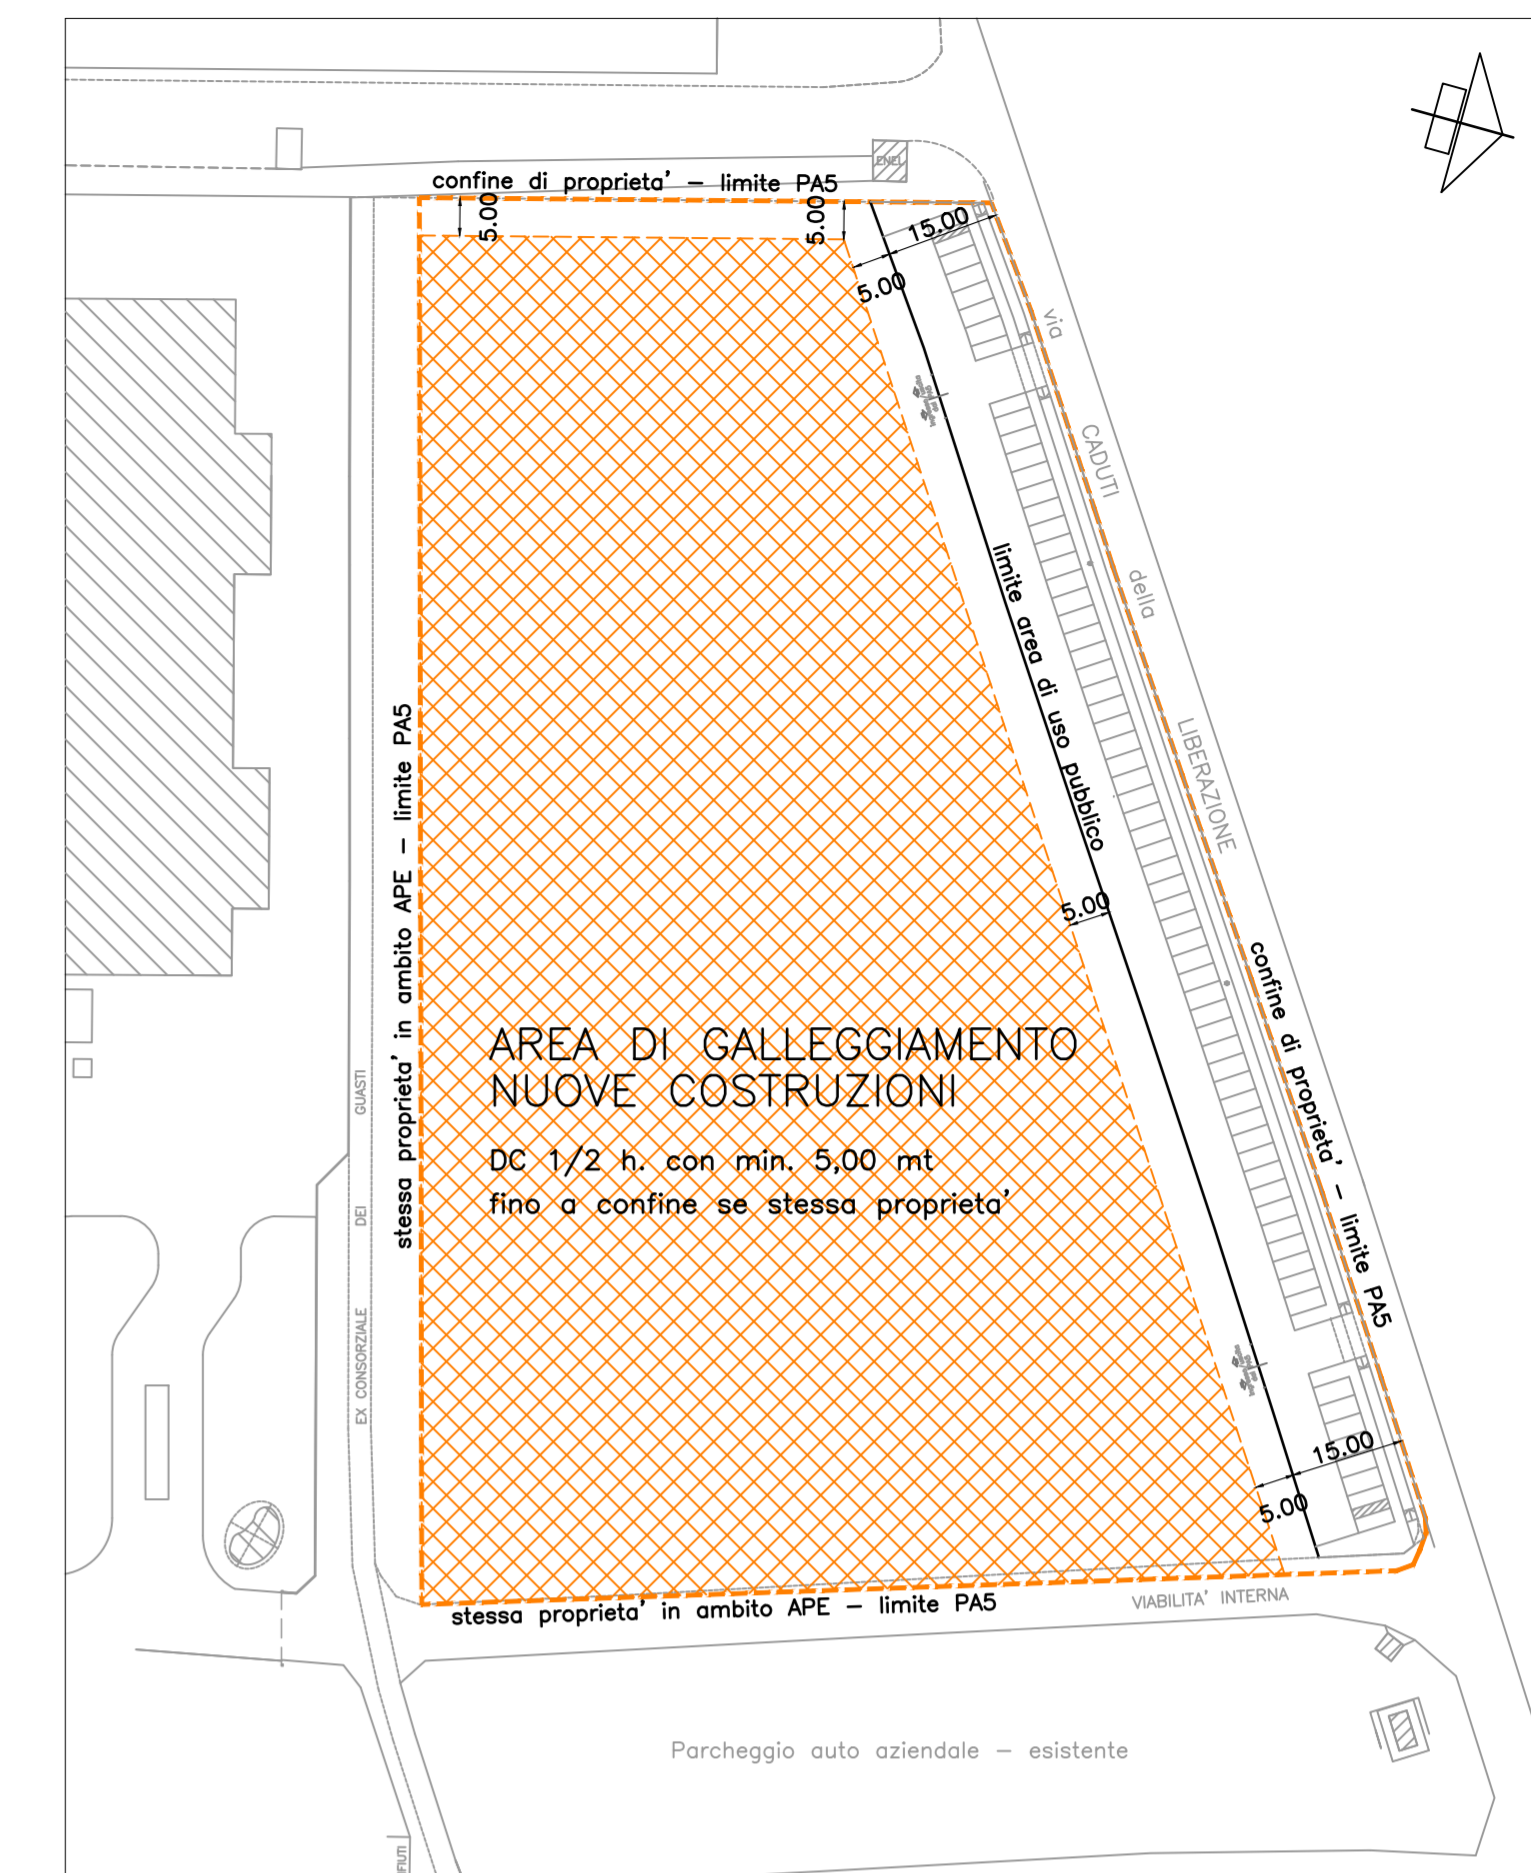 ENEL
confine di proprieta' – limite PA5
5.00
5.00
15.00
5.00
via
CADUTI
della
LIBERAZIONE
limite area di uso pubblico
stessa proprieta' in ambito APE – limite PA5
5.00
confine di proprieta' – limite PA5
AREA DI GALLEGGIAMENTO
NUOVE COSTRUZIONI
DC 1/2 h. con min. 5,00 mt
fino a confine se stessa proprieta'
EX CONSORZIALE DEI GUASTI
15.00
5.00
stessa proprieta' in ambito APE – limite PA5
VIABILITA' INTERNA
Parcheggio auto aziendale – esistente
FIUTI